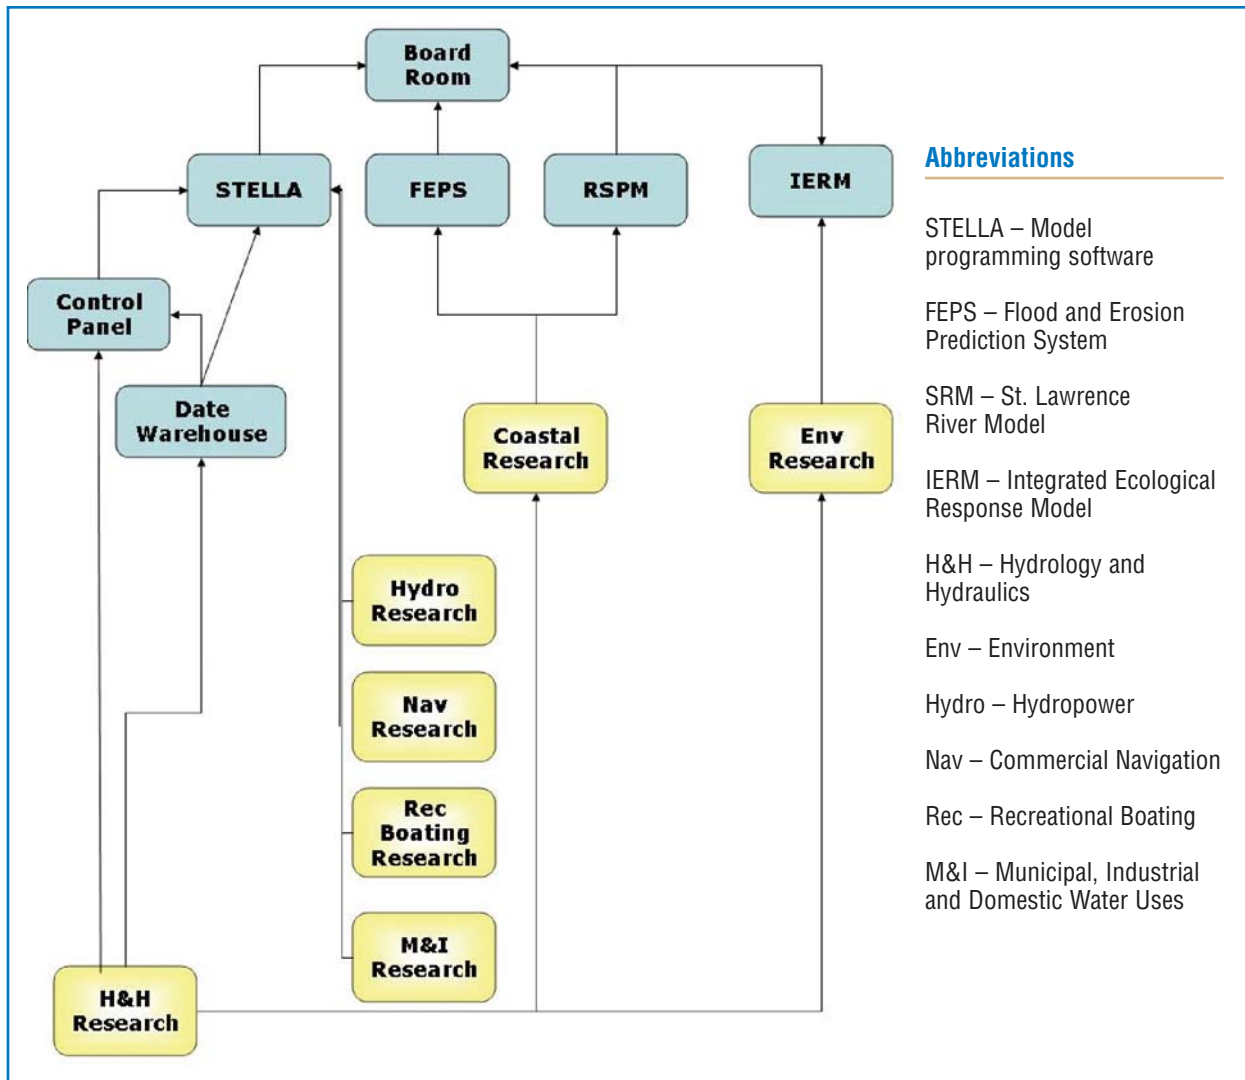 Board
Room
STELLA
FEPS
RSPM
IERM
Control
Panel
Date
Warehouse
Coastal
Research
Env
Research
Hydro
Research
Nav
Research
Rec
Boating
Research
M&I
Research
H&H
Research
Abbreviations
STELLA – Model
programming software
FEPS – Flood and Erosion
Prediction System
SRM – St. Lawrence
River Model
IERM – Integrated Ecological
Response Model
H&H – Hydrology and
Hydraulics
Env – Environment
Hydro – Hydropower
Nav – Commercial Navigation
Rec – Recreational Boating
M&I – Municipal, Industrial
and Domestic Water Uses